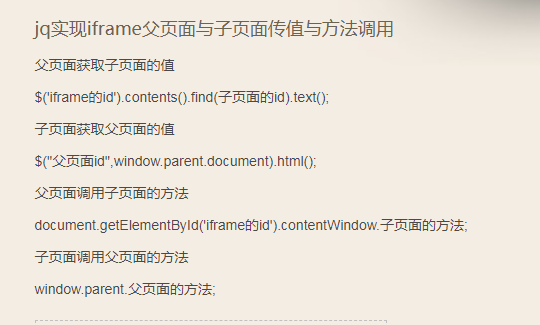 jq实现iframe父页面与子页面传值与方法调用
父页面获取子页面的值
$('iframe的id').contents().find(子页面的id).text();
子页面获取父页面的值
$("父页面id",window.parent.document).html();
父页面调用子页面的方法
document.getElementById('iframe的id').contentWindow.子页面的方法;
子页面调用父页面的方法
window.parent.父页面的方法;